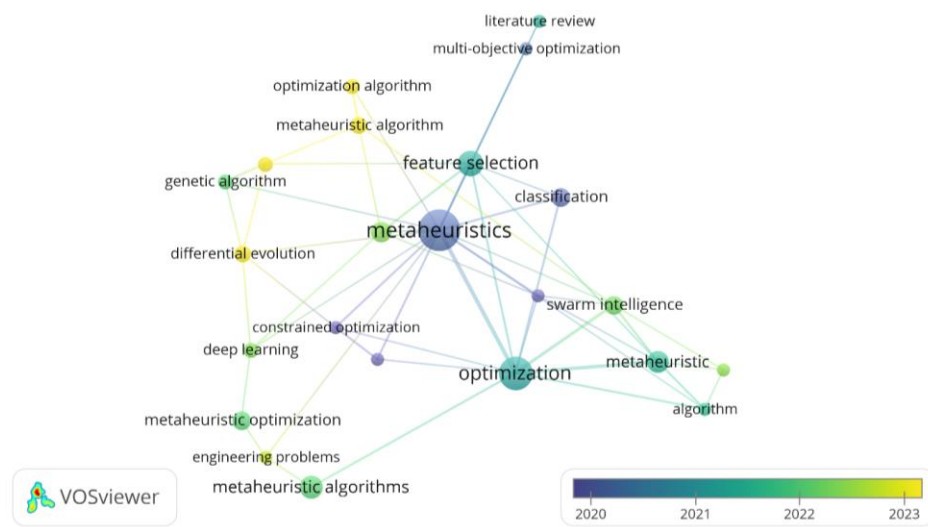 literature review
multi-objective optimization
optimization algorithm
metaheuristic algorithm
feature selection
genetic algorithm
classification
metaheuristics
differential evolution
swarm intelligence
constrained optimization
deep learning
metaheuristic
optimization
algorithm
metaheuristic optimization
engineering problems
metaheuristic algorithms
VOSviewer
2020 2021 2022 2023